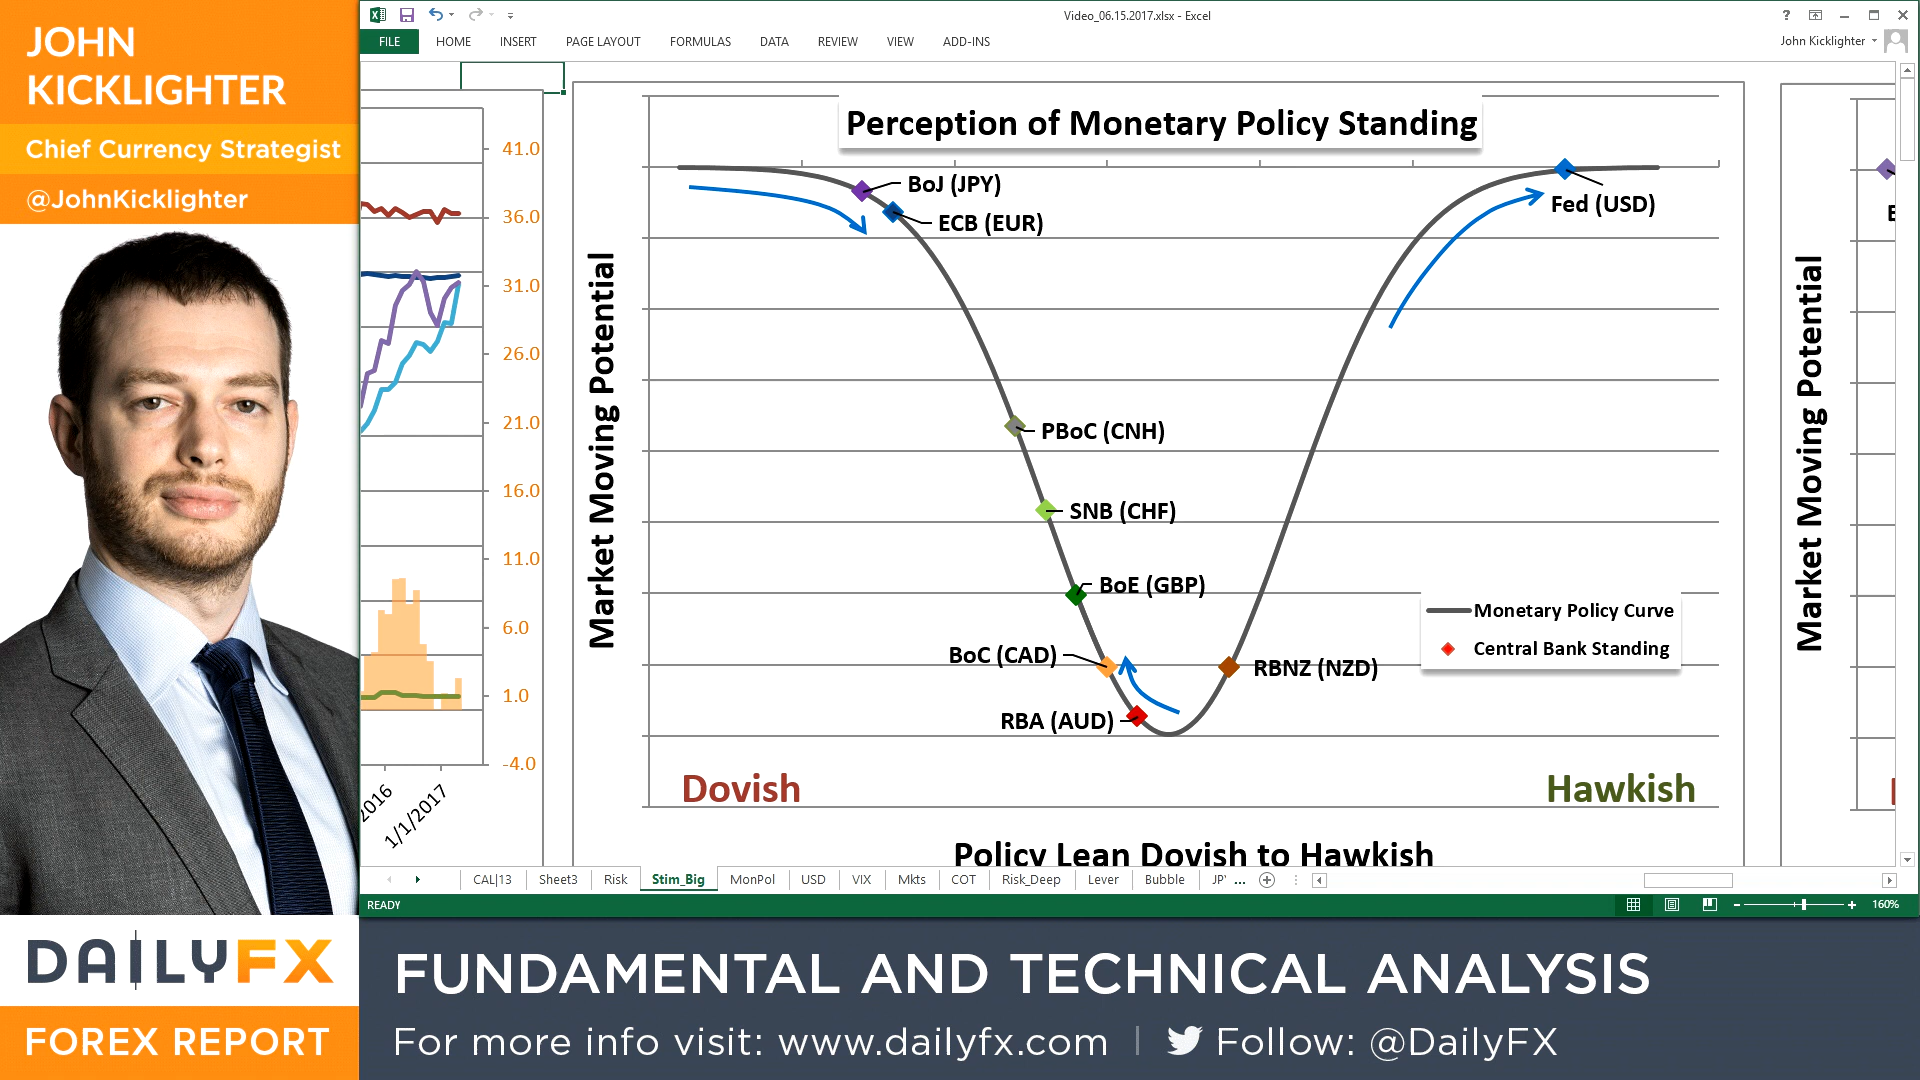 JOHN
KICKLIGHTER
Chief Currency Strategist
@JohnKicklighter
Video_06.15.2017.xlsx - Excel
?
FILE HOME INSERT PAGE LAYOUT FORMULAS DATA REVIEW VIEW ADD-INS
John Kicklighter
41.0
36.0
31.0
26.0
21.0
16.0
11.0
6.0
1.0
-4.0
2016
1/1/2017
Perception of Monetary Policy Standing
Market Moving Potential
BoJ (JPY)
ECB (EUR)
Fed (USD)
PBoC (CNH)
SNB (CHF)
BoE (GBP)
BoC (CAD)
RBNZ (NZD)
RBA (AUD)
Monetary Policy Curve
Central Bank Standing
Dovish
Hawkish
Policy Lean Dovish to Hawkish
Market Moving Potential
CAL|13 Sheet3 Risk Stim_Big MonPol USD VIX Mkts COT Risk_Deep Lever Bubble ...
READY
160%
DAILYFX
FOREX REPORT
FUNDAMENTAL AND TECHNICAL ANALYSIS
For more info visit: www.dailyfx.com | Follow: @DailyFX